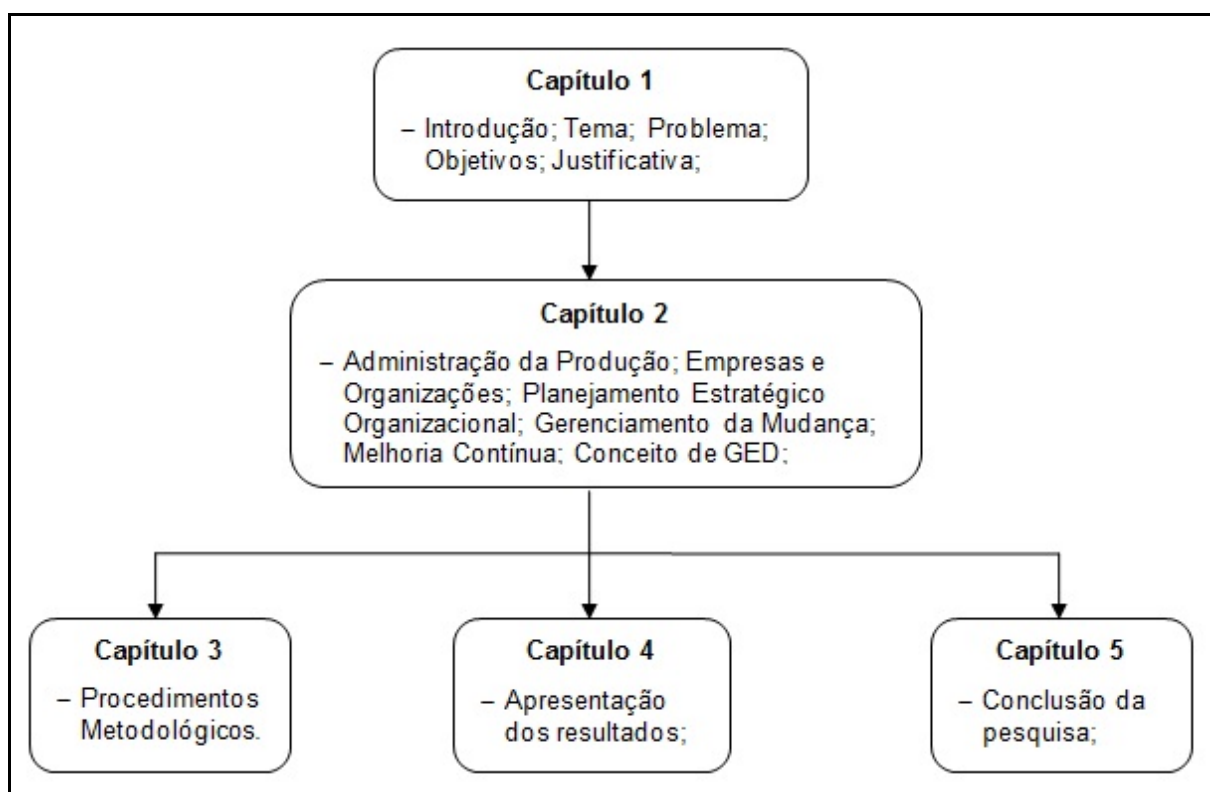 Capítulo 1
– Introdução; Tema; Problema;
Objetivos; Justificativa;
Capítulo 2
– Administração da Produção; Empresas e
Organizações; Planejamento Estratégico
Organizacional; Gerenciamento da Mudança;
Melhoria Contínua; Conceito de GED;
Capítulo 3
– Procedimentos
Metodológicos.
Capítulo 4
– Apresentação
dos resultados;
Capítulo 5
– Conclusão da
pesquisa;